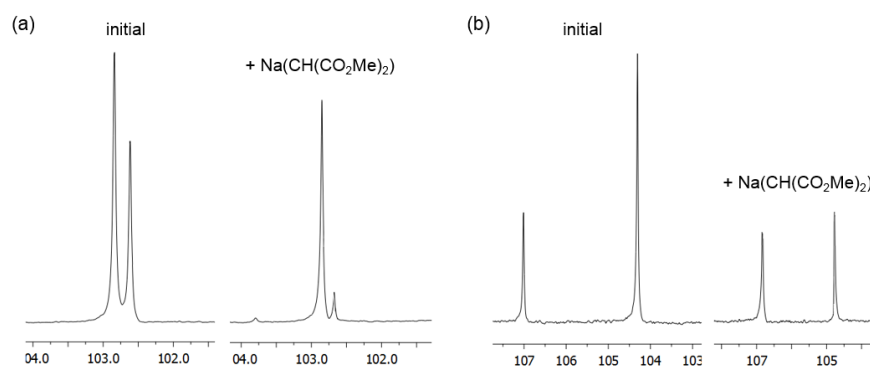 (a)
initial
+ Na(CH(CO₂Me)₂)
04.0 103.0 102.0
04.0 103.0 102.0
(b)
initial
+ Na(CH(CO₂Me)₂)
107 106 105 104 103
107 105